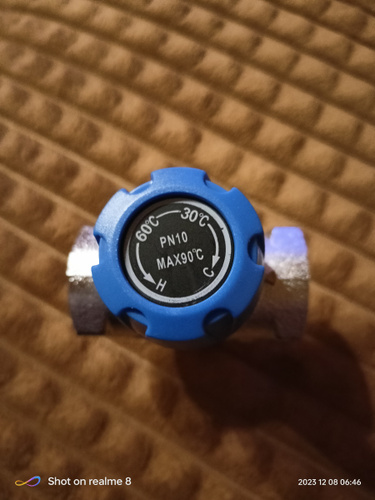 60°C 30°C
PN10
MAX90°C
H C
Shot on realme 8
2023 12 08 06:46